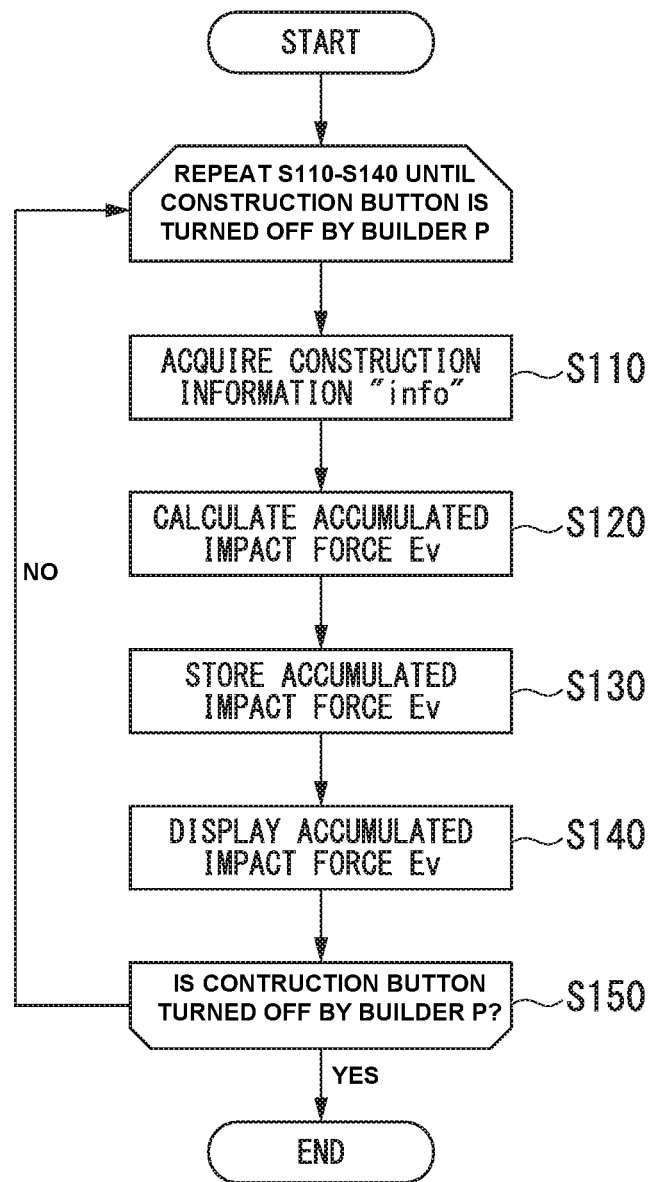 START
REPEAT S110-S140 UNTIL
CONSTRUCTION BUTTON IS
TURNED OFF BY BUILDER P
ACQUIRE CONSTRUCTION
INFORMATION "info"
S110
CALCULATE ACCUMULATED
IMPACT FORCE Ev
S120
NO
STORE ACCUMULATED
IMPACT FORCE Ev
S130
DISPLAY ACCUMULATED
IMPACT FORCE Ev
S140
IS CONTRUCTION BUTTON
TURNED OFF BY BUILDER P?
S150
YES
END